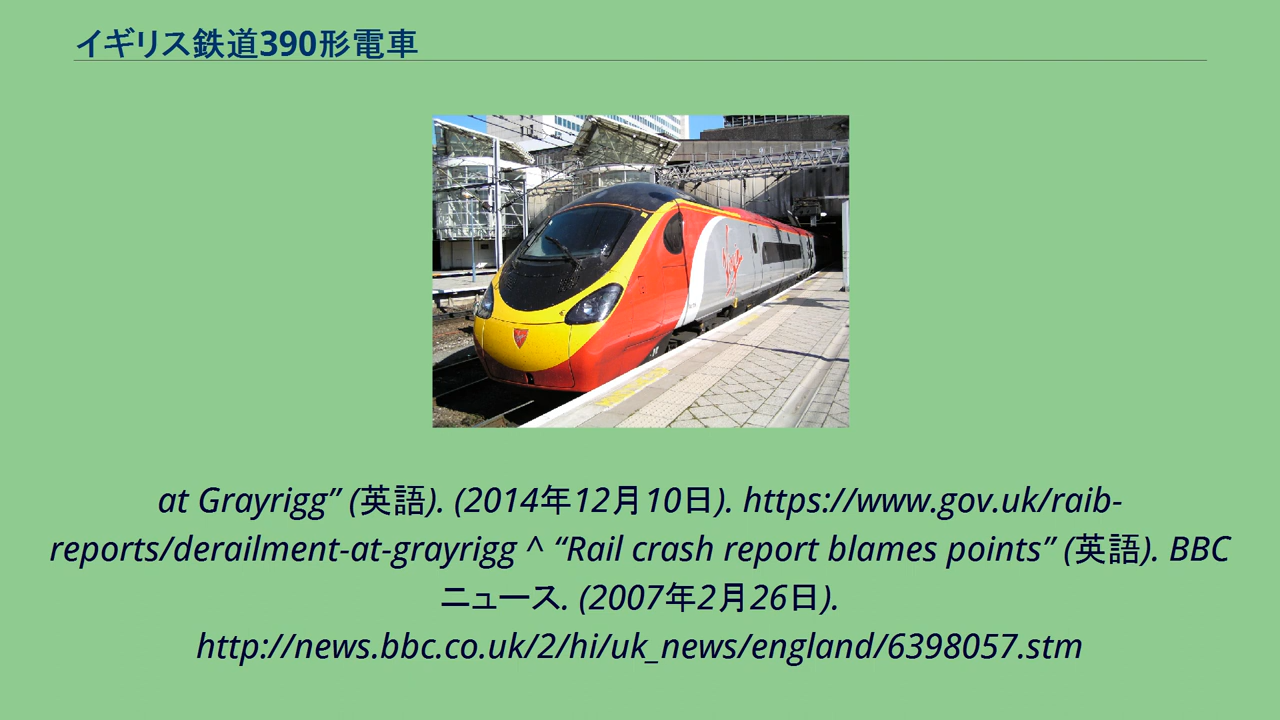 イギリス鉄道390形電車
Virgin
at Grayrigg” (英語). (2014年12月10日). https://www.gov.uk/raib-
reports/derailment-at-grayrigg ^ “Rail crash report blames points” (英語). BBC
ニュース. (2007年2月26日).
http://news.bbc.co.uk/2/hi/uk_news/england/6398057.stm